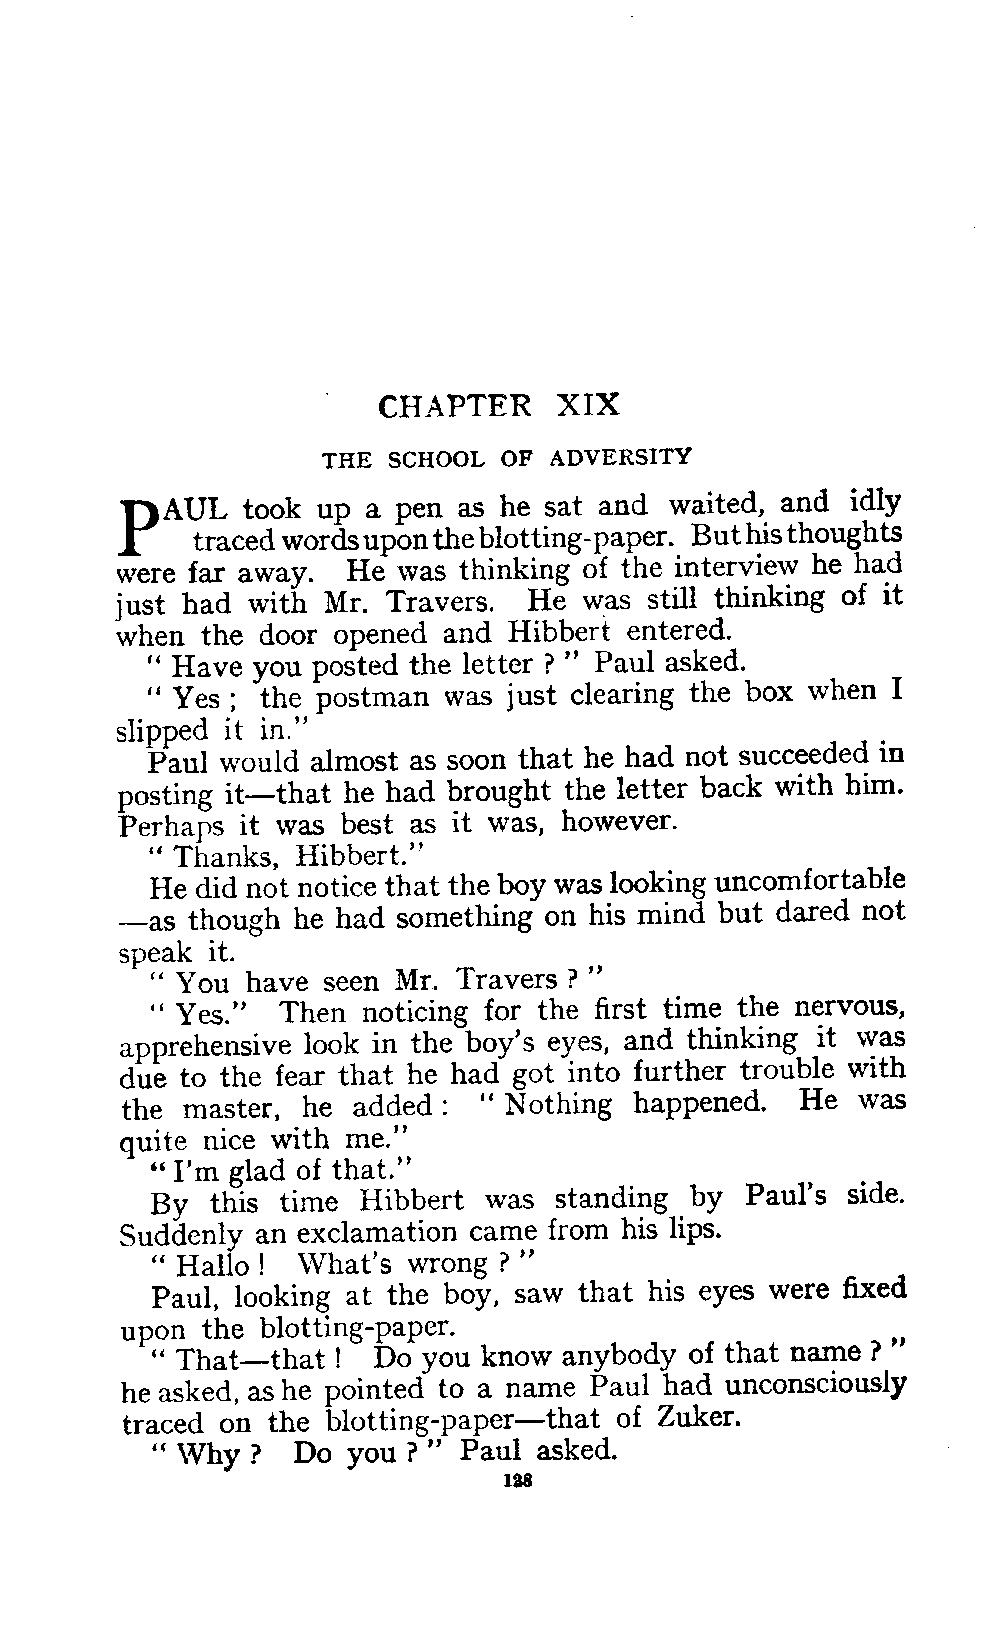 CHAPTER XIX
THE SCHOOL OF ADVERSITY
PAUL took up a pen as he sat and waited, and idly
traced words upon the blotting-paper. But his thoughts
were far away. He was thinking of the interview he had
just had with Mr. Travers. He was still thinking of it
when the door opened and Hibbert entered.
" Have you posted the letter ? " Paul asked.
" Yes ; the postman was just clearing the box when I
slipped it in."
Paul would almost as soon that he had not succeeded in
posting it—that he had brought the letter back with him.
Perhaps it was best as it was, however.
" Thanks, Hibbert."
He did not notice that the boy was looking uncomfortable
—as though he had something on his mind but dared not
speak it.
" You have seen Mr. Travers ? "
" Yes." Then noticing for the first time the nervous,
apprehensive look in the boy's eyes, and thinking it was
due to the fear that he had got into further trouble with
the master, he added : " Nothing happened. He was
quite nice with me."
" I'm glad of that."
By this time Hibbert was standing by Paul's side.
Suddenly an exclamation came from his lips.
" Hallo ! What's wrong ? "
Paul, looking at the boy, saw that his eyes were fixed
upon the blotting-paper.
" That—that ! Do you know anybody of that name ? "
he asked, as he pointed to a name Paul had unconsciously
traced on the blotting-paper—that of Zuker.
" Why ? Do you ? " Paul asked.
138